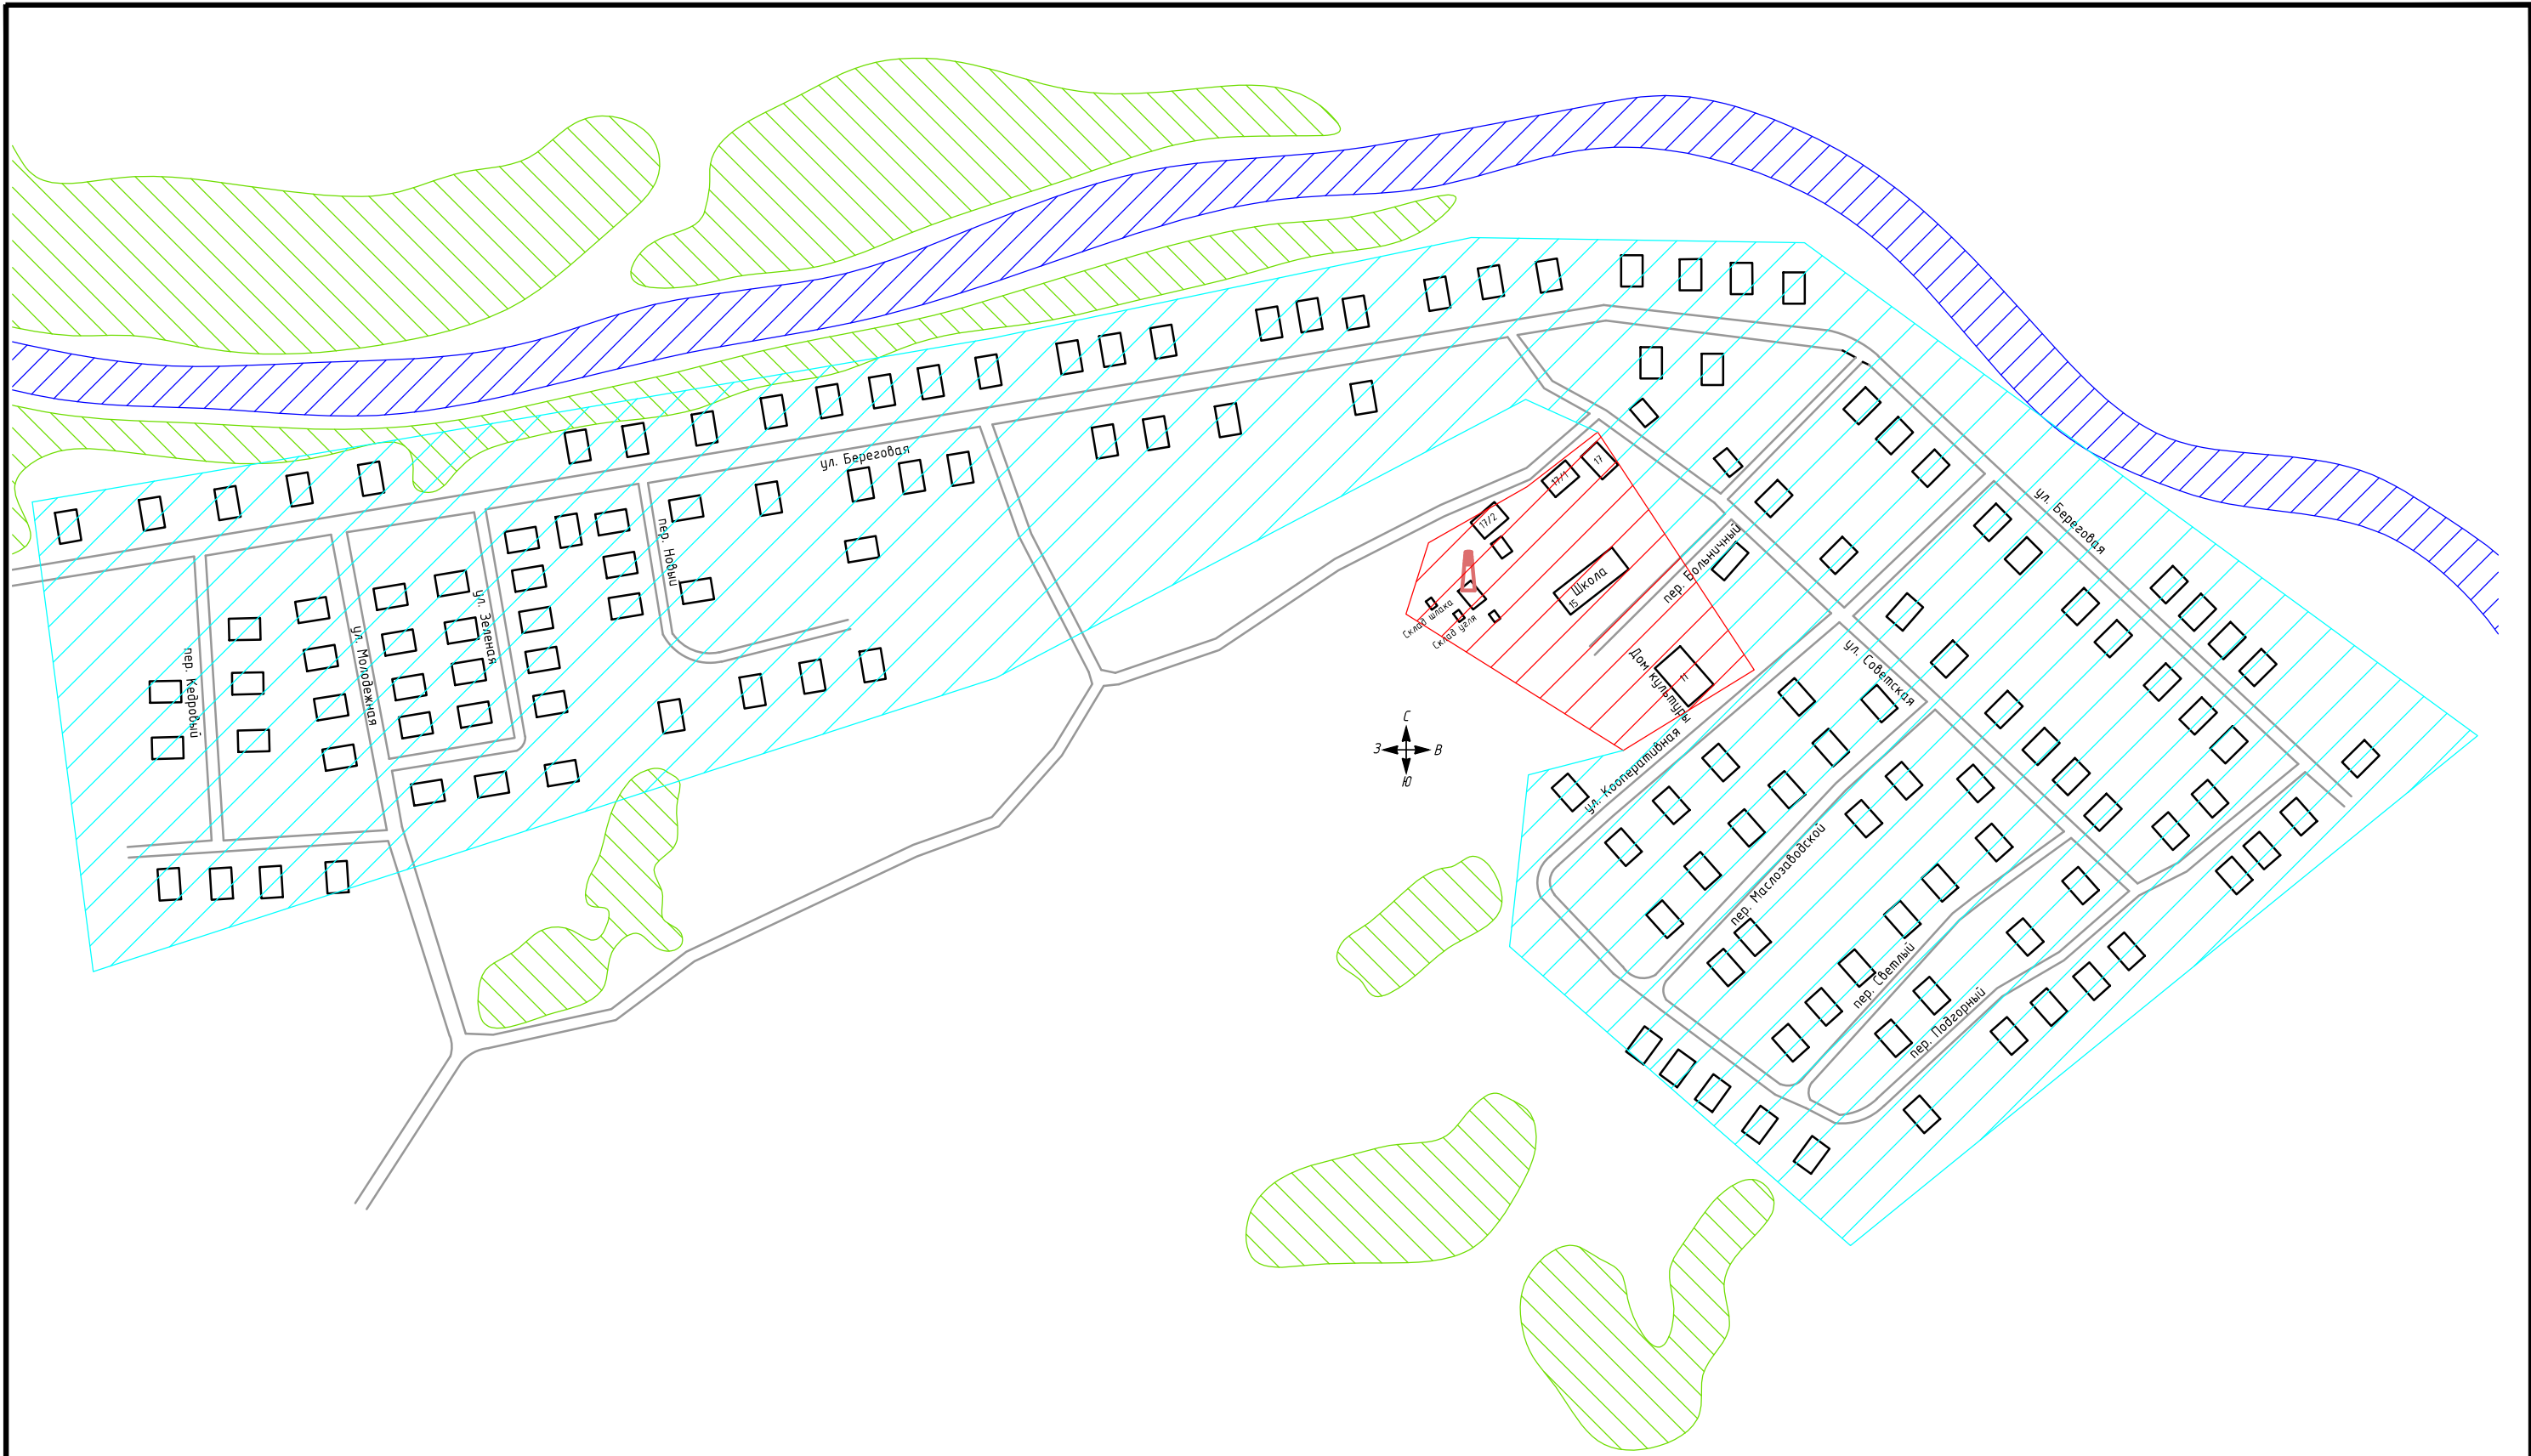 ул. Береговая
17
17/1
17/2
ул. Береговая
пер. Новый
пер. Больничный
Школа
15
ул. Зеленая
Склад шлака
Склад угля
ул. Молодежная
пер. Кедровый
Дом культуры
11
ул. Советская
С
З
В
Ю
ул. Кооперативная
пер. Маслозаводской
пер. Светлый
пер. Подгорный